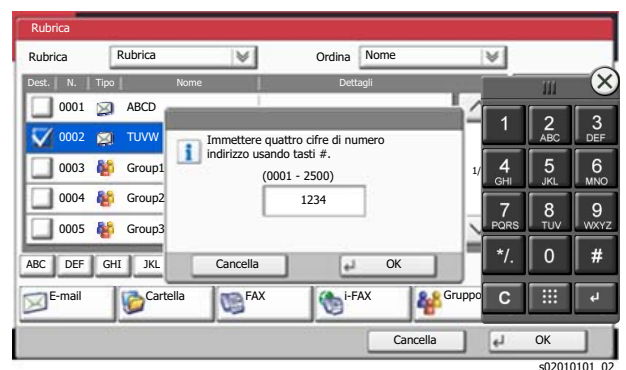 Rubrica
Rubrica Rubrica Ordina Nome
Dest. N. Tipo Nome Dettagli
0001 ABCD
0002 TUVW
0003 Group1
0004 Group2
0005 Group3
Immettere quattro cifre di numero
indirizzo usando tasti #.
(0001 - 2500)
1234
Cancella OK
1/
ABC DEF GHI JKL
E-mail Cartella FAX i-FAX Gruppo
Cancella OK
1 2 ABC 3 DEF
4 GHI 5 JKL 6 MNO
7 PQRS 8 TUV 9 WXYZ
*/. 0 #
C
s02010101_02